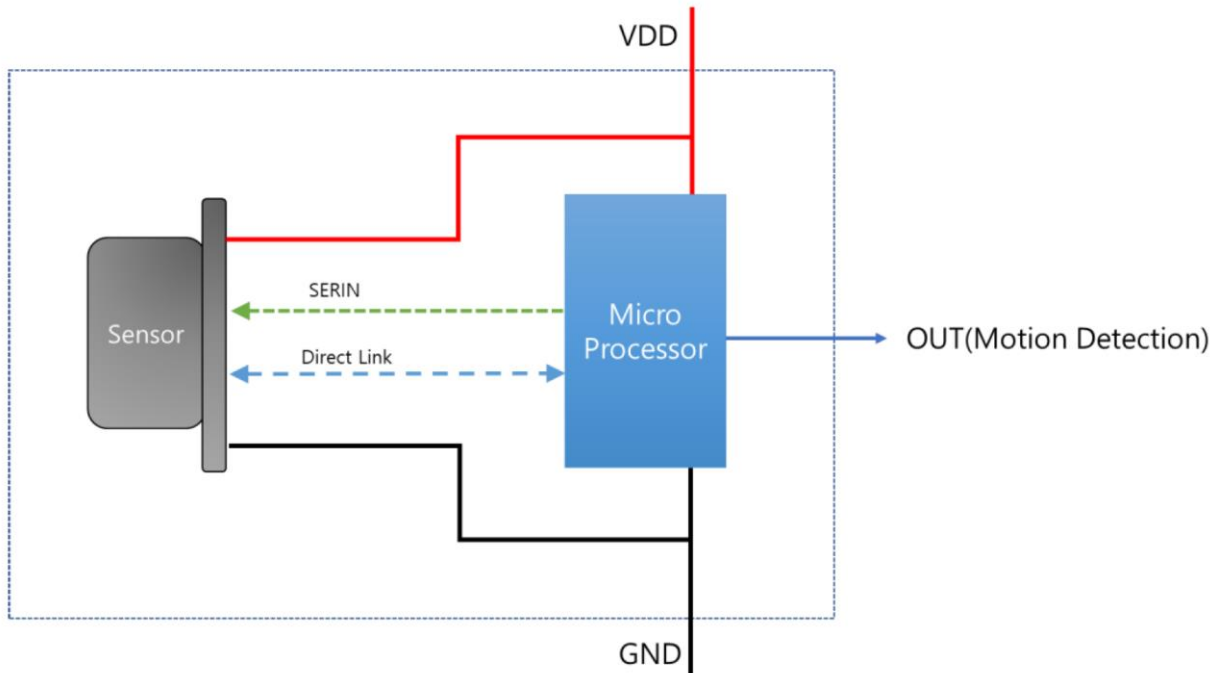 VDD
SERIN
Direct Link
Sensor
Micro
Processor
OUT(Motion Detection)
GND